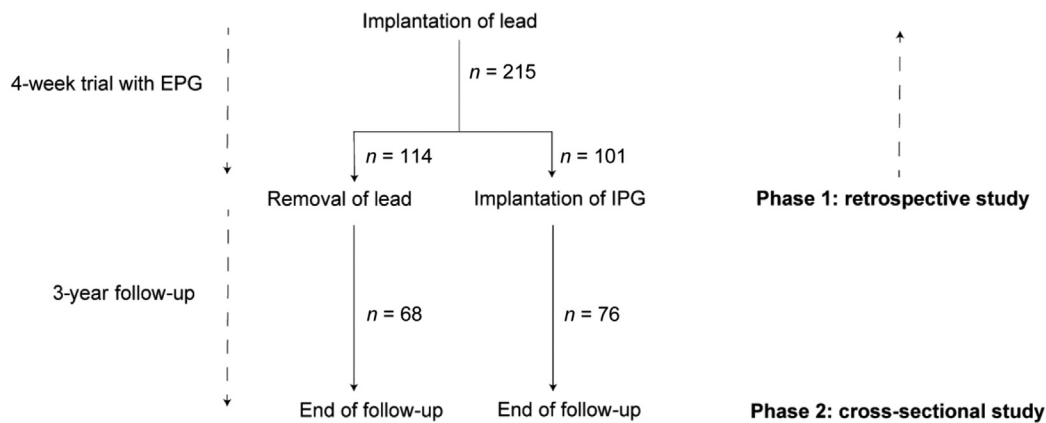 Implantation of lead
4-week trial with EPG
n = 215
n = 114
n = 101
Removal of lead
Implantation of IPG
Phase 1: retrospective study
3-year follow-up
n = 68
n = 76
End of follow-up
End of follow-up
Phase 2: cross-sectional study